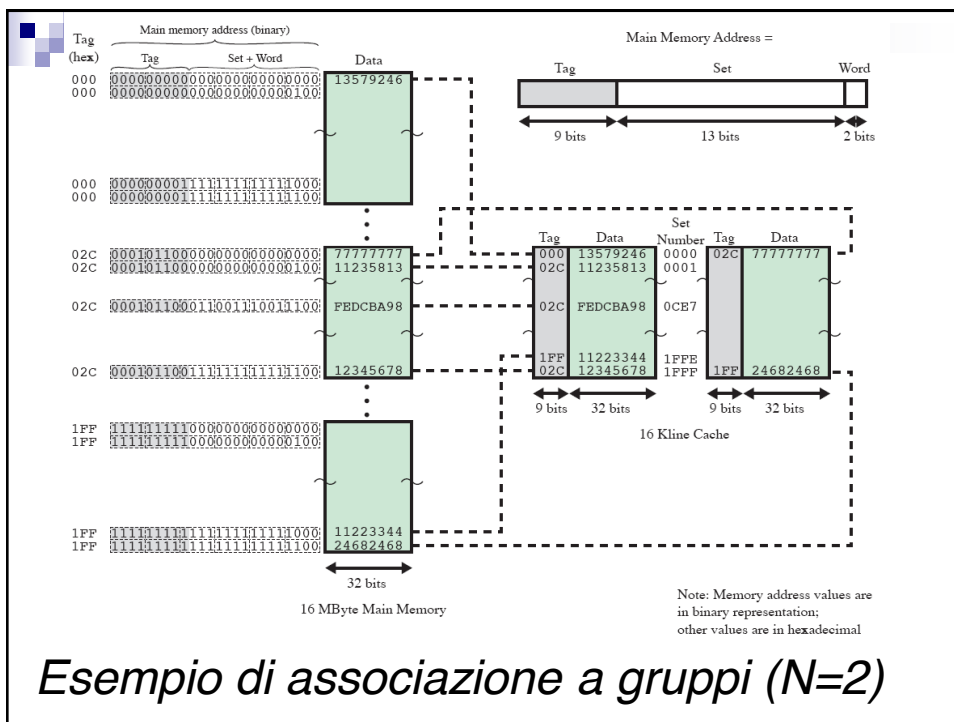 Main memory address (binary)
Tag
(hex)
Tag
Set + Word
Data
000 000000000000000000000000 13579246
000 000000000000000000000100
000 000000001111111111111000
000 000000001111111111111100
02C 000101100000000000000000 77777777
02C 000101100000000000000100 11235813
02C 000101100011001110011100 FEDCBA98
02C 000101100111111111111100 12345678
1FF 111111111000000000000000
1FF 111111111000000000000100
1FF 111111111111111111111000 11223344
1FF 111111111111111111111100 24682468
32 bits
16 MByte Main Memory
Main Memory Address =
Tag Set Word
9 bits 13 bits 2 bits
Set
Tag Data Number Tag Data
000 13579246 0000 02C 77777777
02C 11235813 0001
02C FEDCBA98 0CE7
1FF 11223344 1FFE
02C 12345678 1FFF 1FF 24682468
9 bits 32 bits 9 bits 32 bits
16 Kline Cache
Note: Memory address values are
in binary representation;
other values are in hexadecimal
Esempio di associazione a gruppi (N=2)